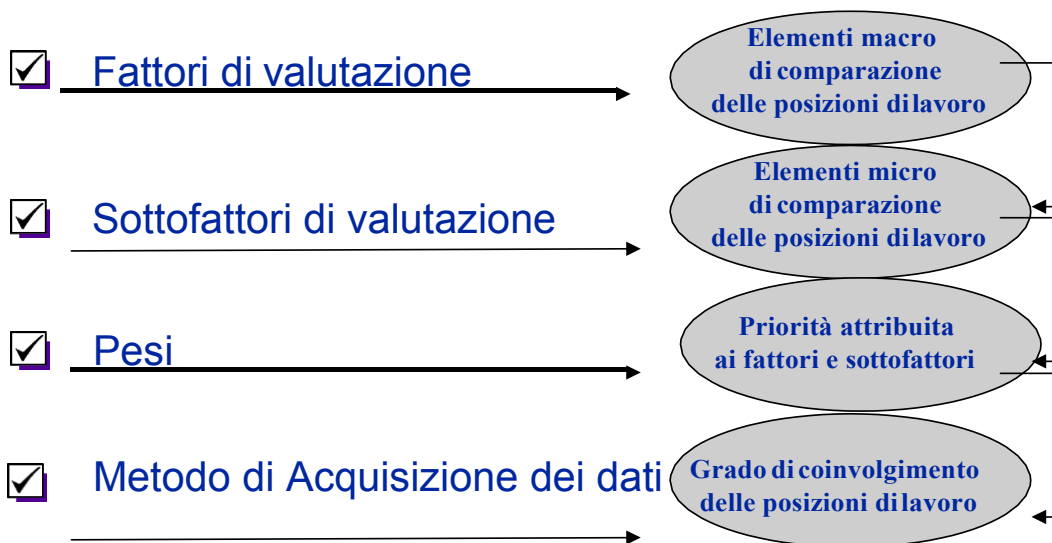 Fattori di valutazione
Elementi macro
di comparazione
delle posizioni di lavoro
Sottofattori di valutazione
Elementi micro
di comparazione
delle posizioni di lavoro
Pesi
Priorità attribuita
ai fattori e sottofattori
Metodo di Acquisizione dei dati
Grado di coinvolgimento
delle posizioni di lavoro